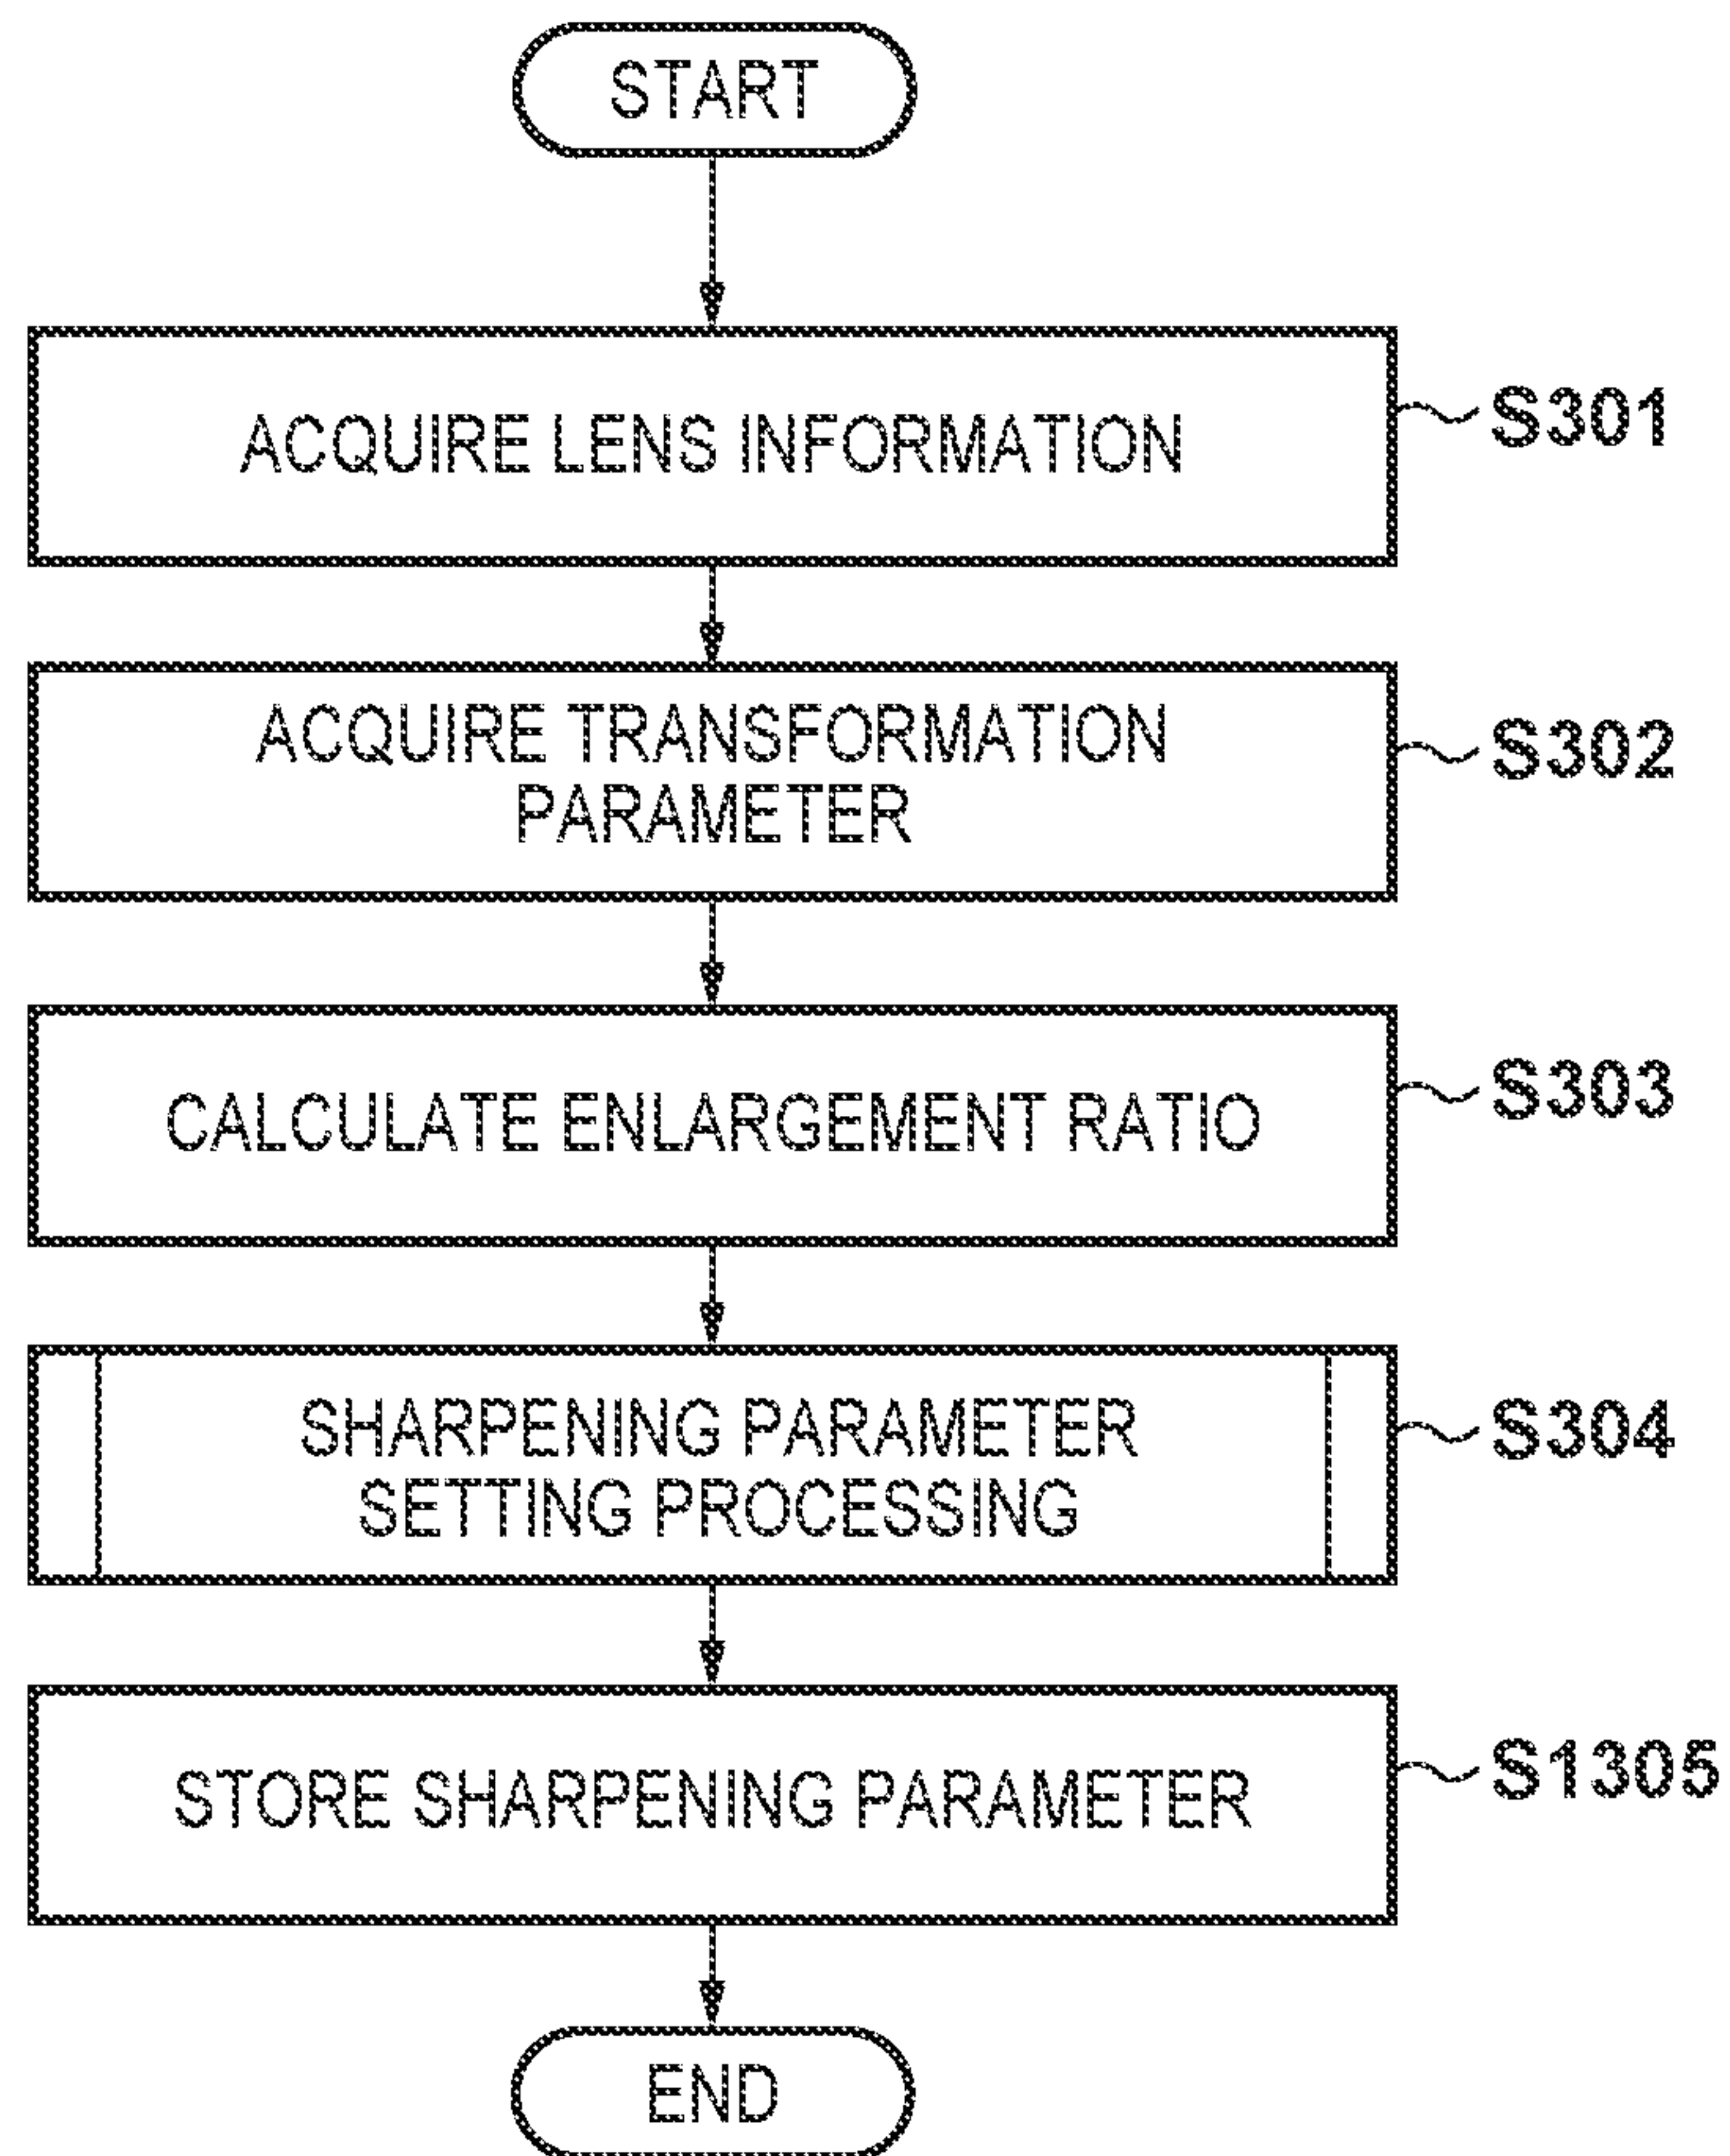 START
ACQUIRE LENS INFORMATION
S301
ACQUIRE TRANSFORMATION
PARAMETER
S302
CALCULATE ENLARGEMENT RATIO
S303
SHARPENING PARAMETER
SETTING PROCESSING
S304
STORE SHARPENING PARAMETER
S1305
END